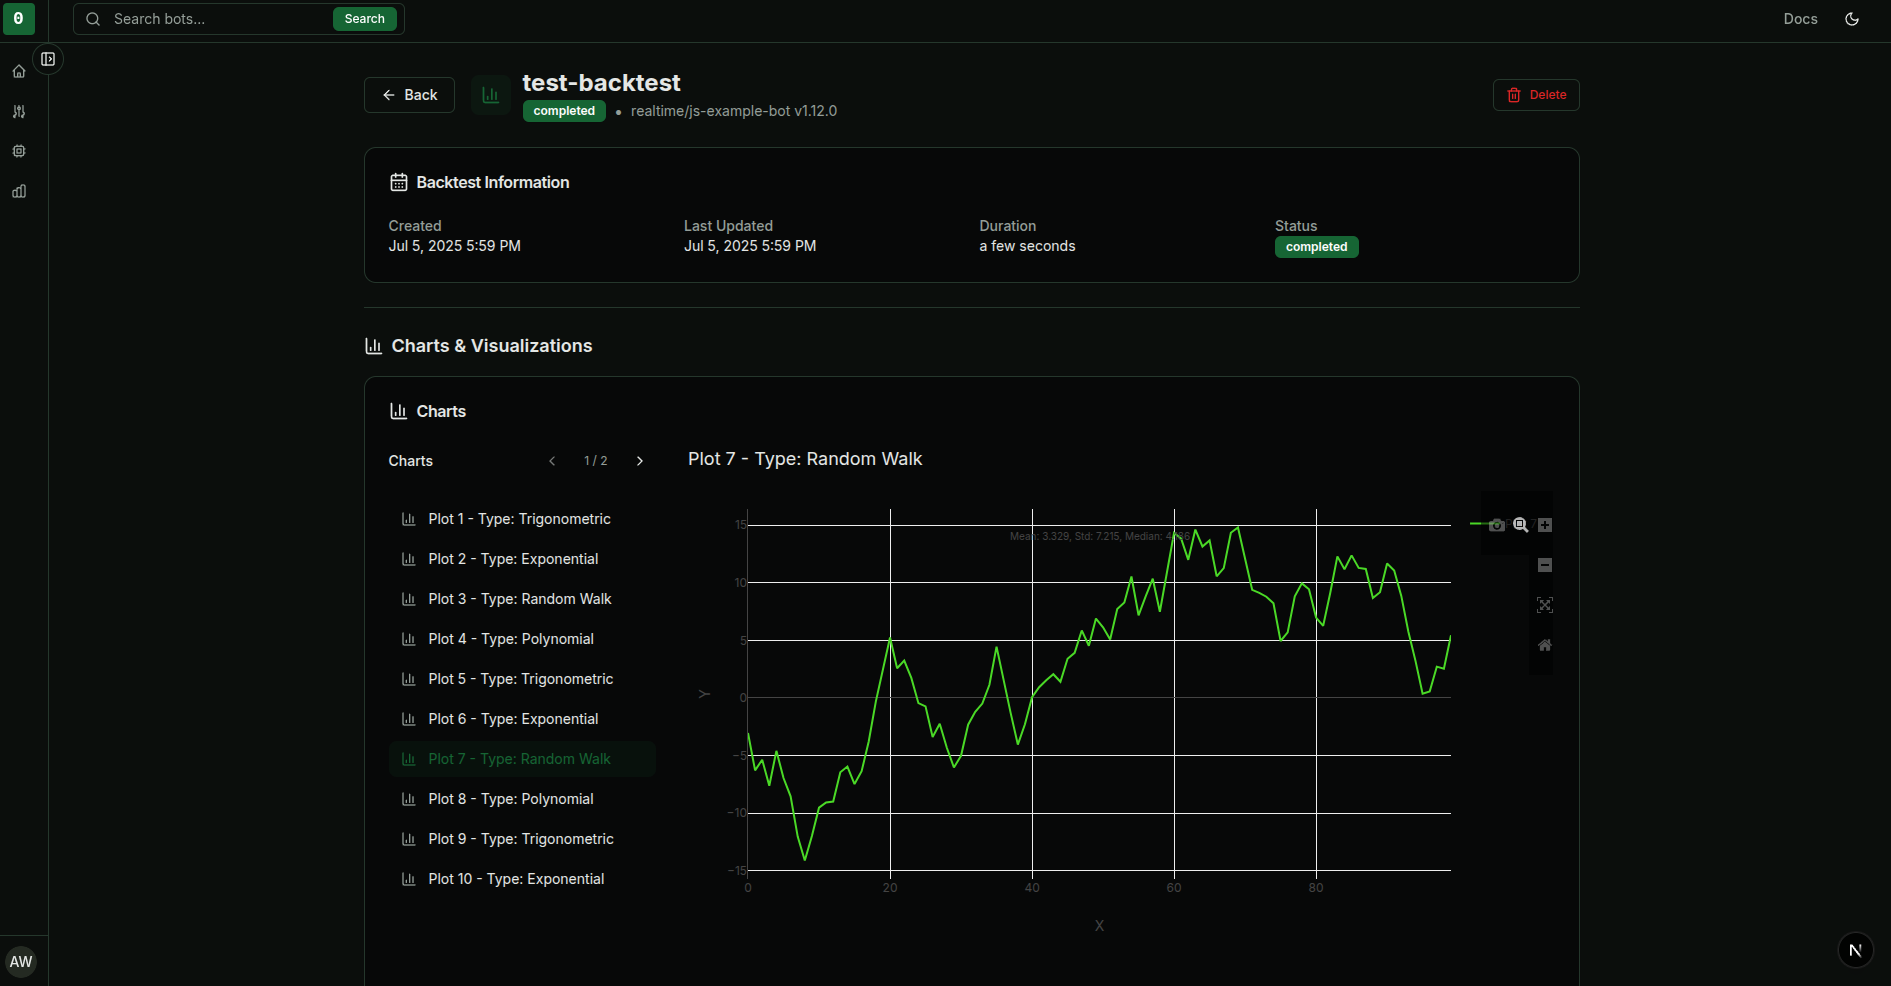 0
Search bots...
Search
Docs
Back
test-backtest
completed • realtime/js-example-bot v1.12.0
Delete
Backtest Information
Created
Jul 5, 2025 5:59 PM
Last Updated
Jul 5, 2025 5:59 PM
Duration
a few seconds
Status
completed
Charts & Visualizations
Charts
Charts
1 / 2
Plot 1 - Type: Trigonometric
Plot 2 - Type: Exponential
Plot 3 - Type: Random Walk
Plot 4 - Type: Polynomial
Plot 5 - Type: Trigonometric
Plot 6 - Type: Exponential
Plot 7 - Type: Random Walk
Plot 8 - Type: Polynomial
Plot 9 - Type: Trigonometric
Plot 10 - Type: Exponential
Plot 7 - Type: Random Walk
Mean: 3.329, Std: 7.215, Median:
15
10
5
0
−5
−10
−15
Y
0
20
40
60
80
X
AW
N